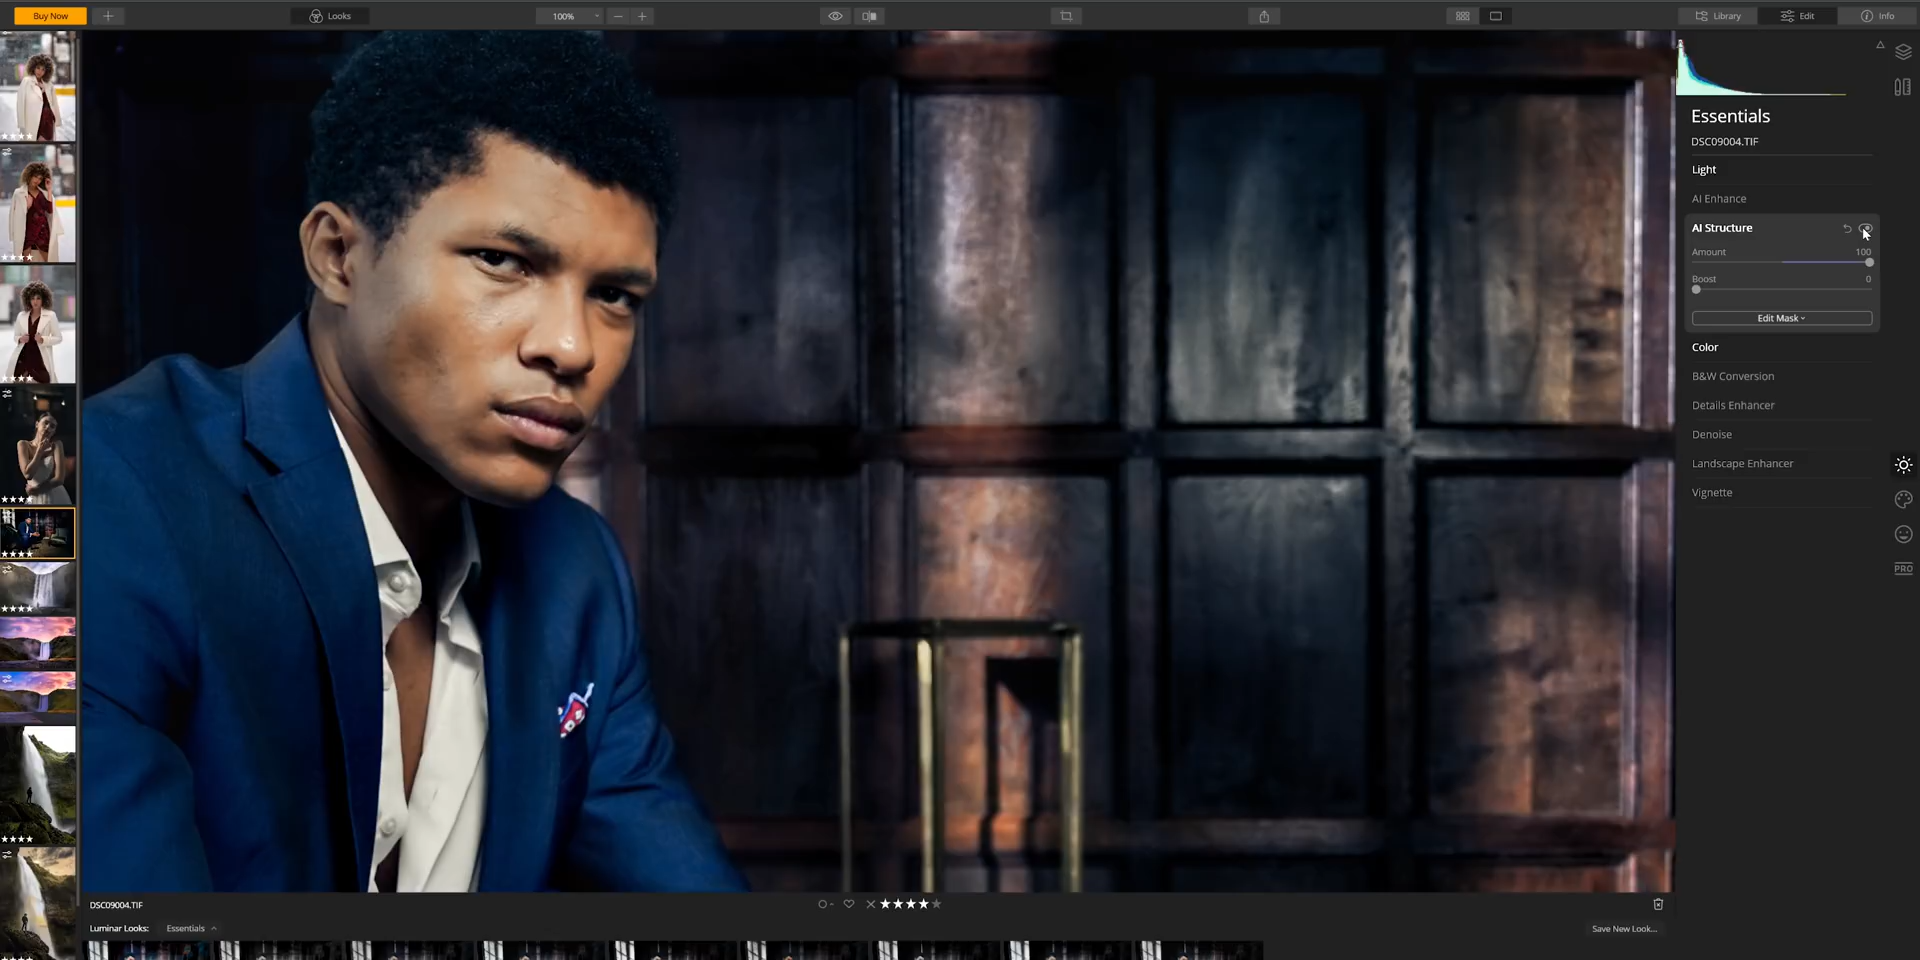 Buy Now
Looks
100%
Library
Edit
Info
Essentials
DSC09004.TIF
Light
AI Enhance
AI Structure
Amount
100
Boost
0
Edit Mask
Color
B&W Conversion
Details Enhancer
Denoise
Landscape Enhancer
Vignette
PRO
DSC09004.TIF
Luminar Looks:
Essentials
Save New Look...